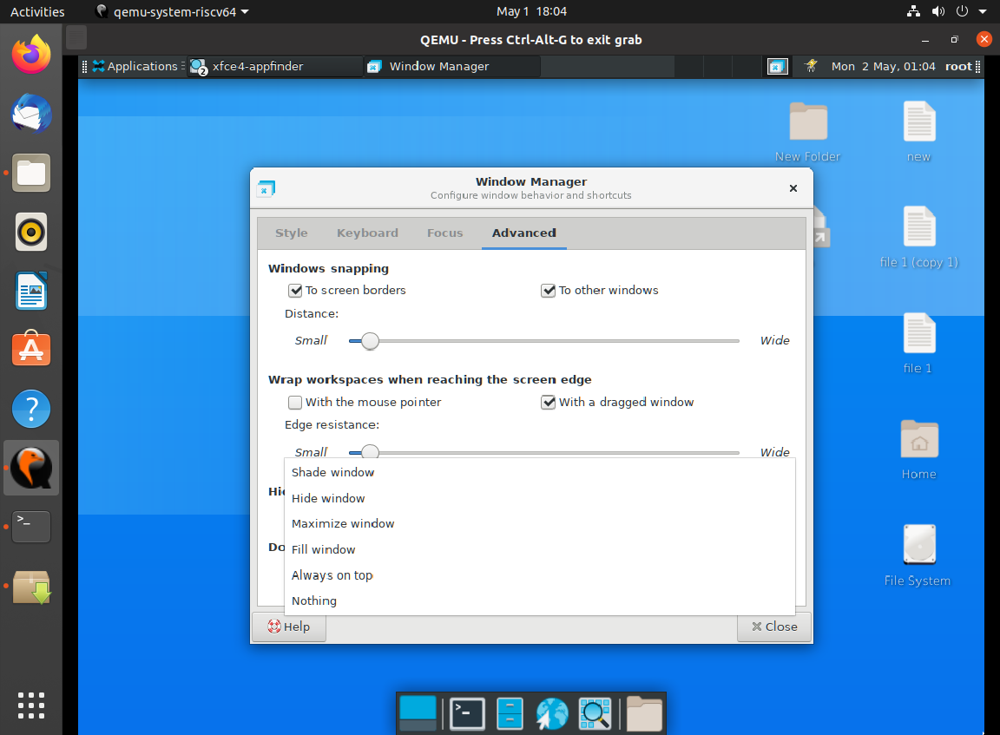 Activities qemu-system-riscv64 May 1 18:04
QEMU - Press Ctrl-Alt-G to exit grab
Applications 2 xfce4-appfinder Window Manager Mon 2 May, 01:04 root
New Folder new
Window Manager
Configure window behavior and shortcuts
Style Keyboard Focus Advanced
Windows snapping
To screen borders To other windows
file 1 (copy 1)
Distance:
Small Wide
file 1
Wrap workspaces when reaching the screen edge
With the mouse pointer With a dragged window
Edge resistance:
Small Wide
Shade window
Home
Hid
Hide window
Maximize window
Do
Fill window
Always on top
File System
Nothing
Help Close